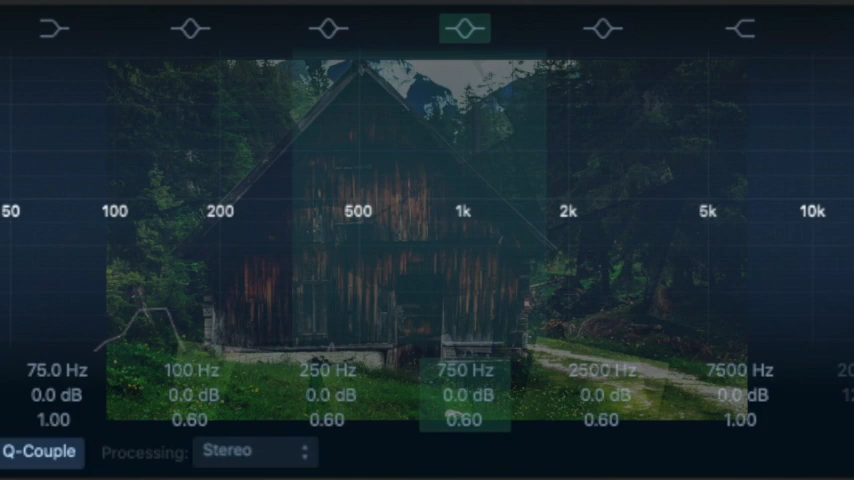 50 100 200 500 1k 2k 5k 10k
75.0 Hz 100 Hz 250 Hz 750 Hz 2500 Hz 7500 Hz
0.0 dB 0.0 dB 0.0 dB 0.0 dB 0.0 dB 0.0 dB
1.00 0.60 0.60 0.60 0.60 1.00
Q-Couple Processing: Stereo